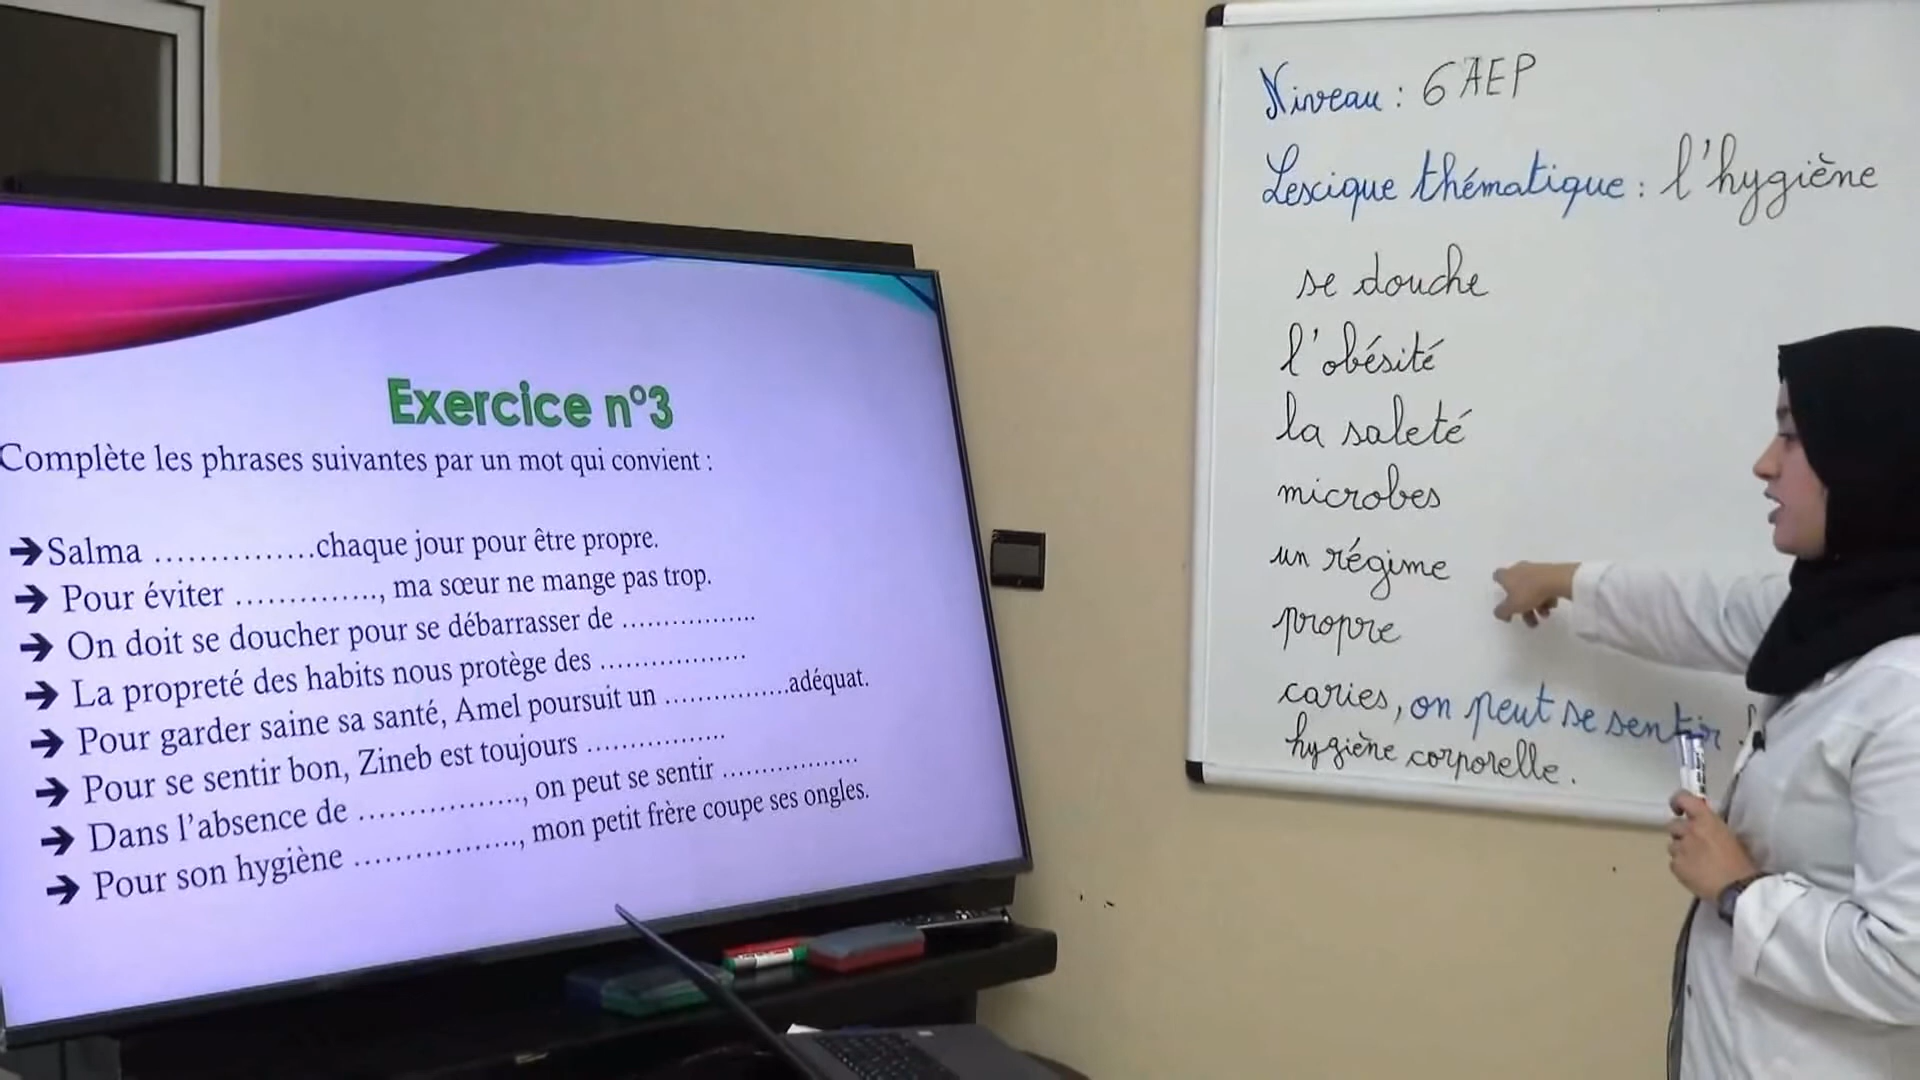 Exercice n°3
Complète les phrases suivantes par un mot qui convient :
➔ Salma ...............chaque jour pour être propre.
➔ Pour éviter .............., ma sœur ne mange pas trop.
➔ On doit se doucher pour se débarrasser de .................
➔ La propreté des habits nous protège des ..................
➔ Pour garder saine sa santé, Amel poursuit un ................adéquat.
➔ Pour se sentir bon, Zineb est toujours .................
➔ Dans l'absence de ................., on peut se sentir .................
➔ Pour son hygiène ................., mon petit frère coupe ses ongles.
Niveau : 6 AEP
Lescique thématique : l'hygiène
se douche
l'obésité
la saleté
microbes
un régime
propre
caries, on peut se sentir
hygiène corporelle.